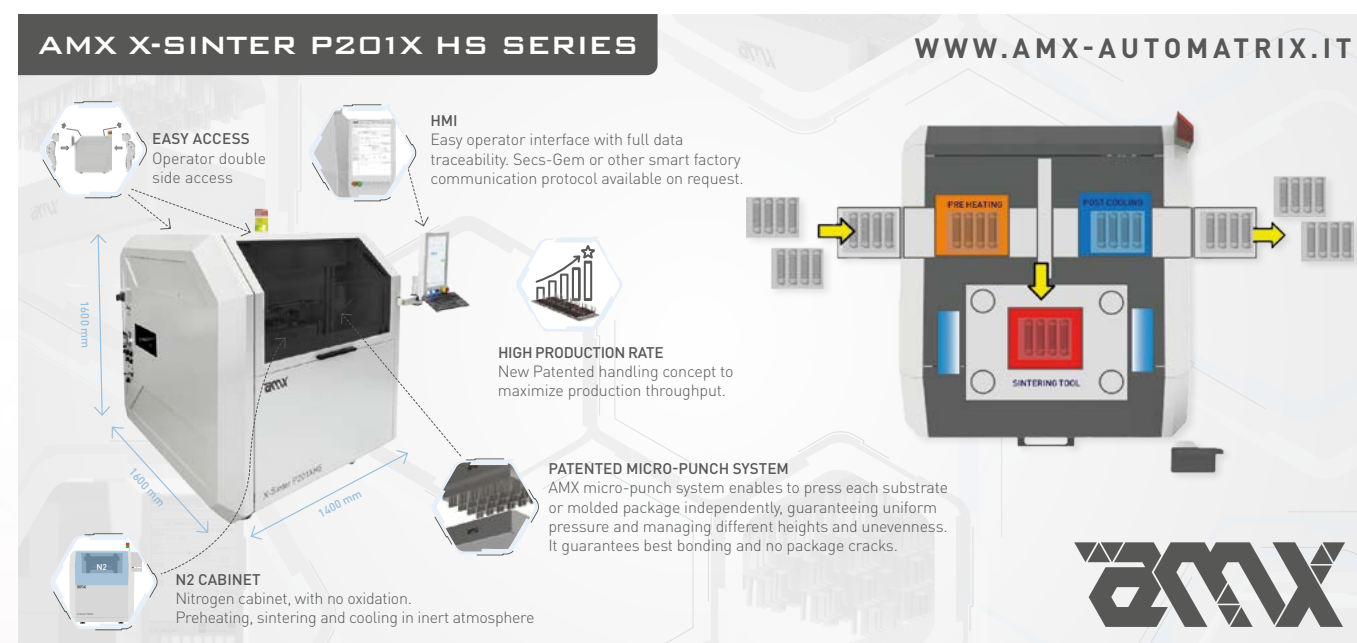 AMX X-SINTER P201X HS SERIES
WWW.AMX-AUTOMATRIX.IT
EASY ACCESS
Operator double
side access
HMI
Easy operator interface with full data
traceability. Secs-Gem or other smart factory
communication protocol available on request.
1600 mm
amx
X-Sinter P201XHS
1600 mm
1400 mm
HIGH PRODUCTION RATE
New Patented handling concept to
maximize production throughput.
PATENTED MICRO-PUNCH SYSTEM
AMX micro-punch system enables to press each substrate
or molded package independently, guaranteeing uniform
pressure and managing different heights and unevenness.
It guarantees best bonding and no package cracks.
N2
N2 CABINET
Nitrogen cabinet, with no oxidation.
Preheating, sintering and cooling in inert atmosphere
PRE HEATING
POST COOLING
SINTERING TOOL
amx